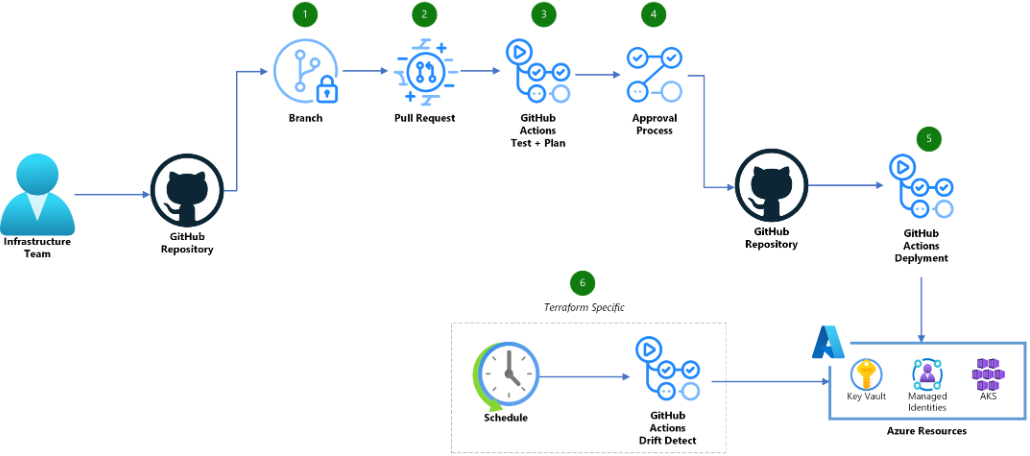 1
2
3
4
Branch
Pull Request
GitHub
Actions
Test + Plan
Approval
Process
5
Infrastructure
Team
GitHub
Repository
GitHub
Repository
GitHub
Actions
Deplyment
6
Terraform Specific
Schedule
GitHub
Actions
Drift Detect
Key Vault
Managed
Identities
AKS
Azure Resources